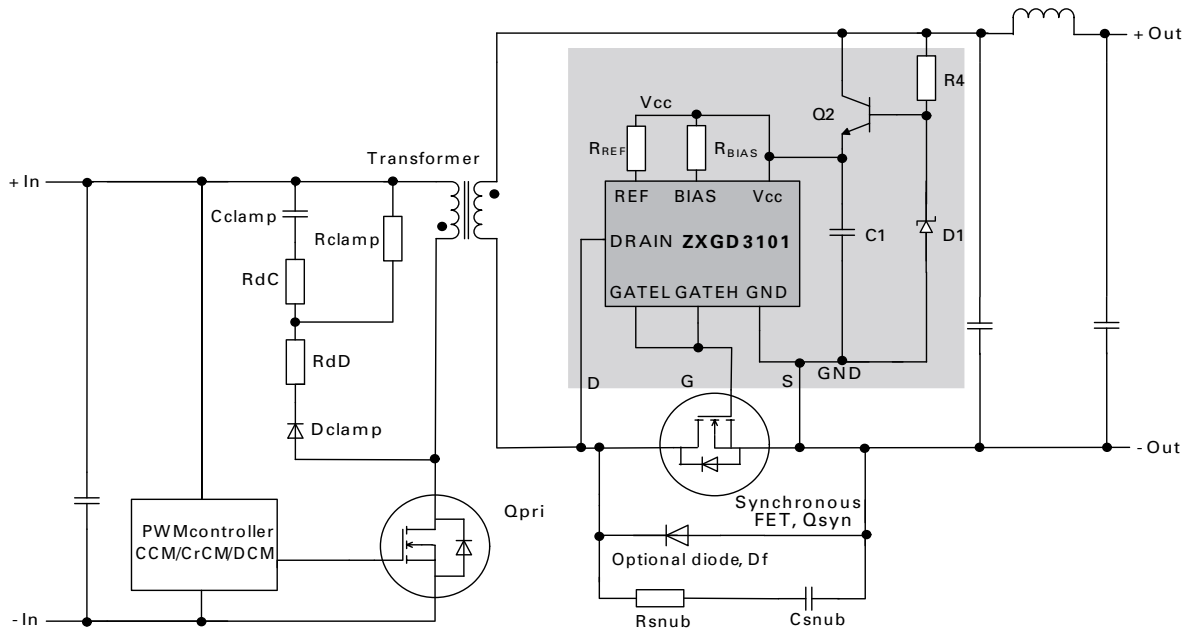 + Out
R4
Vcc
Q2
RREF
RBIAS
Transformer
+ In
REF BIAS Vcc
Cclamp
Rclamp
DRAIN ZXGD3101
C1
D1
RdC
GATEL GATEH GND
RdD
GND
D
G
S
Dclamp
- Out
Synchronous
FET, Qsyn
Qpri
PWMcontroller
CCM/CrCM/DCM
Optional diode, Df
Rsnub
Csnub
- In